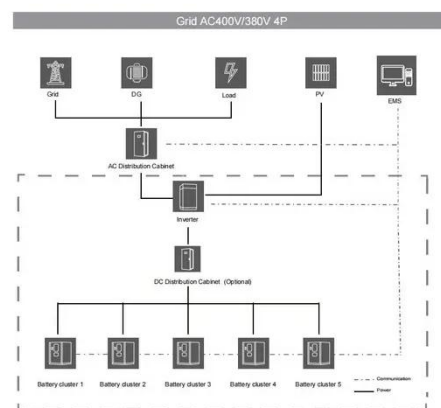 Grid AC400V/380V 4P
Grid
DG
Load
PV
EMS
AC Distribution Cabinet
Inverter
DC Distribution Cabinet (Optional)
Battery cluster 1
Battery cluster 2
Battery cluster 3
Battery cluster 4
Battery cluster 5
Communication
Power